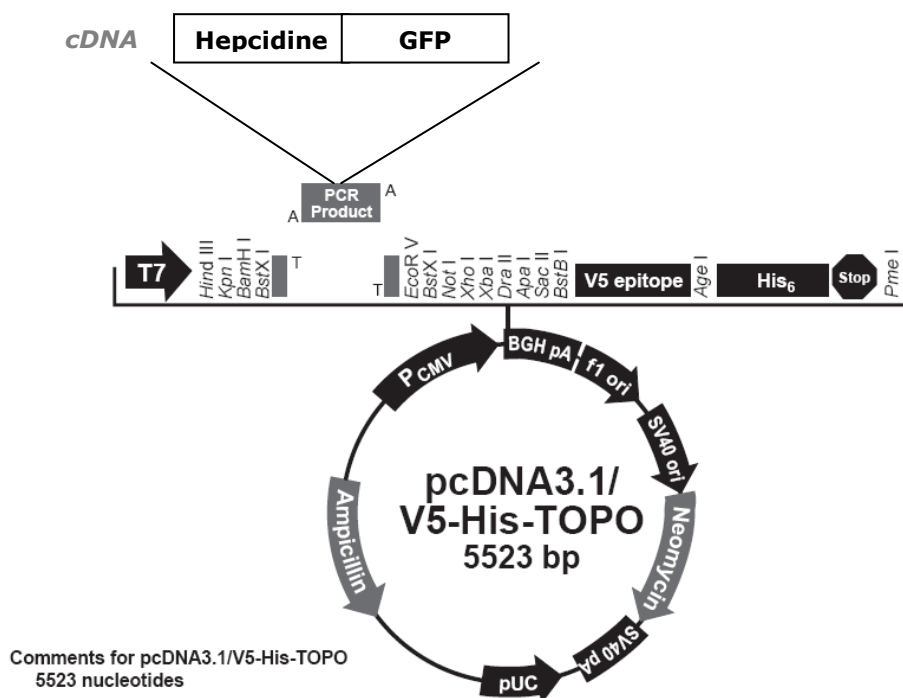 cDNA Hepcidine GFP
PCR
Product
A
A
T7
Hind III
Kpn I
BamH I
BstX I
T
T
EcoR V
BstX I
Not I
Xho I
Xba I
Dra II
Apa I
Sac II
BstB I
V5 epitope
Age I
His6
Stop
Pme I
PCMV
BGH pA
f1 ori
SV40 ori
Neomycin
SV40 pA
pUC
Ampicillin
pcDNA3.1/
V5-His-TOPO
5523 bp
Comments for pcDNA3.1/V5-His-TOPO
5523 nucleotides